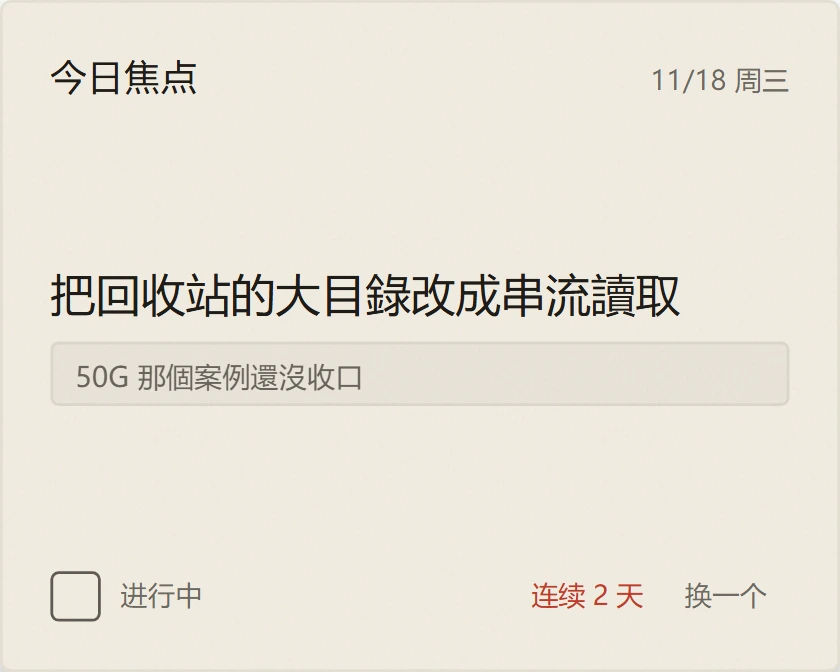 今日焦点
11/18 周三
把回收站的大目錄改成串流讀取
50G 那個案例還沒收口
进行中
连续 2 天
换一个